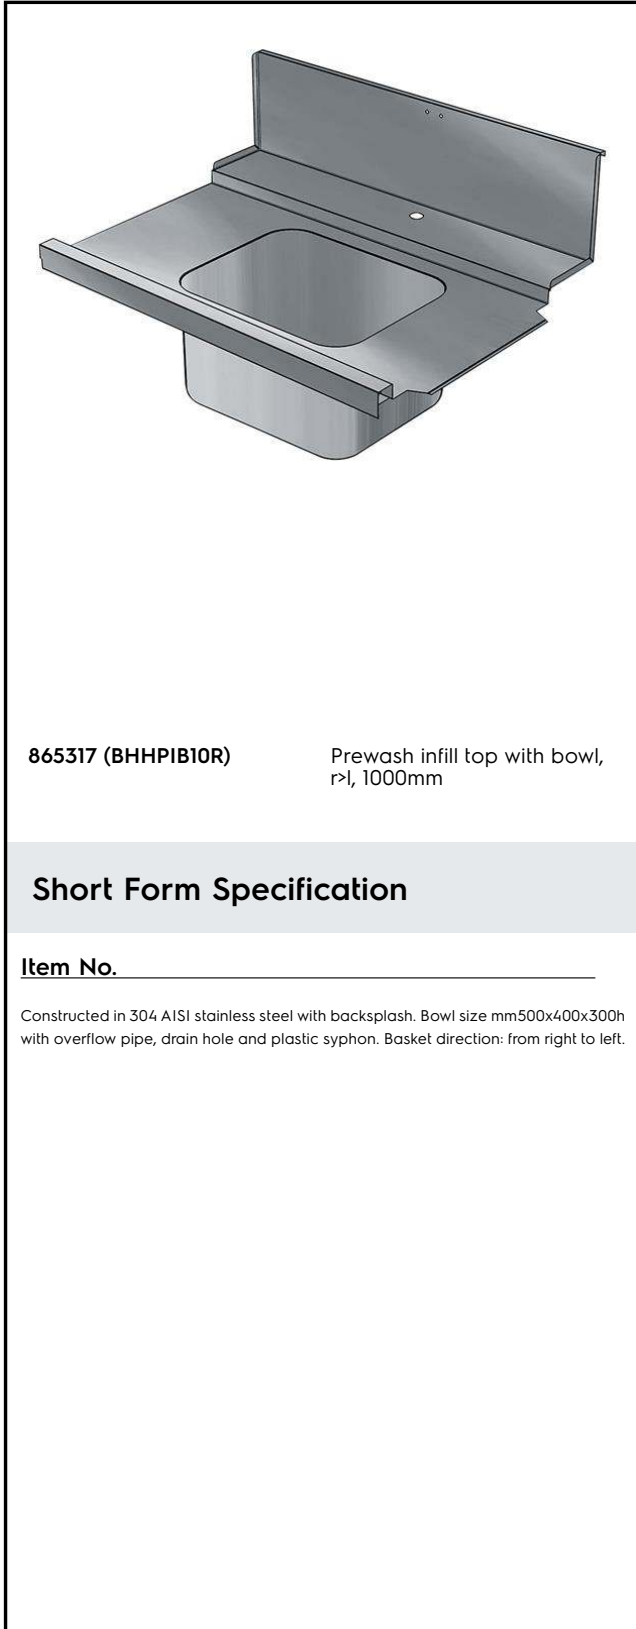 865317 (BHHPIB10R)
Prewash infill top with bowl,
r>l, 1000mm
Short Form Specification
Item No.
Constructed in 304 AISI stainless steel with backsplash. Bowl size mm500x400x300h
with overflow pipe, drain hole and plastic syphon. Basket direction: from right to left.